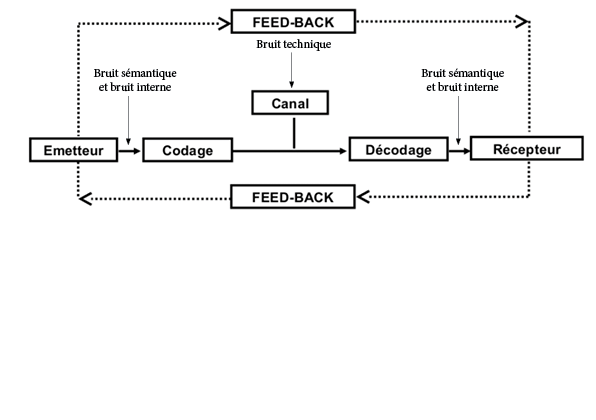 FEED-BACK
Bruit technique
Bruit sémantique
et bruit interne
Bruit sémantique
et bruit interne
Canal
Emetteur
Codage
Décodage
Récepteur
FEED-BACK